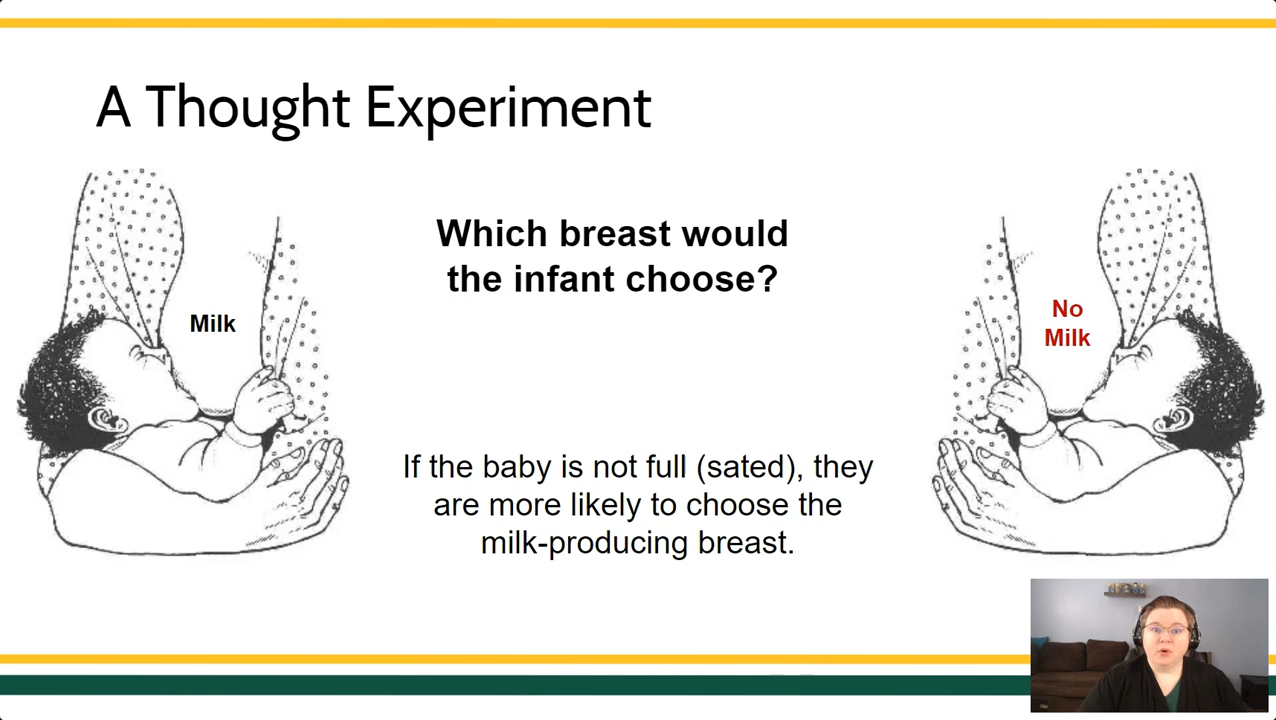 A Thought Experiment
Which breast would
the infant choose?
Milk
No
Milk
If the baby is not full (sated), they
are more likely to choose the
milk-producing breast.